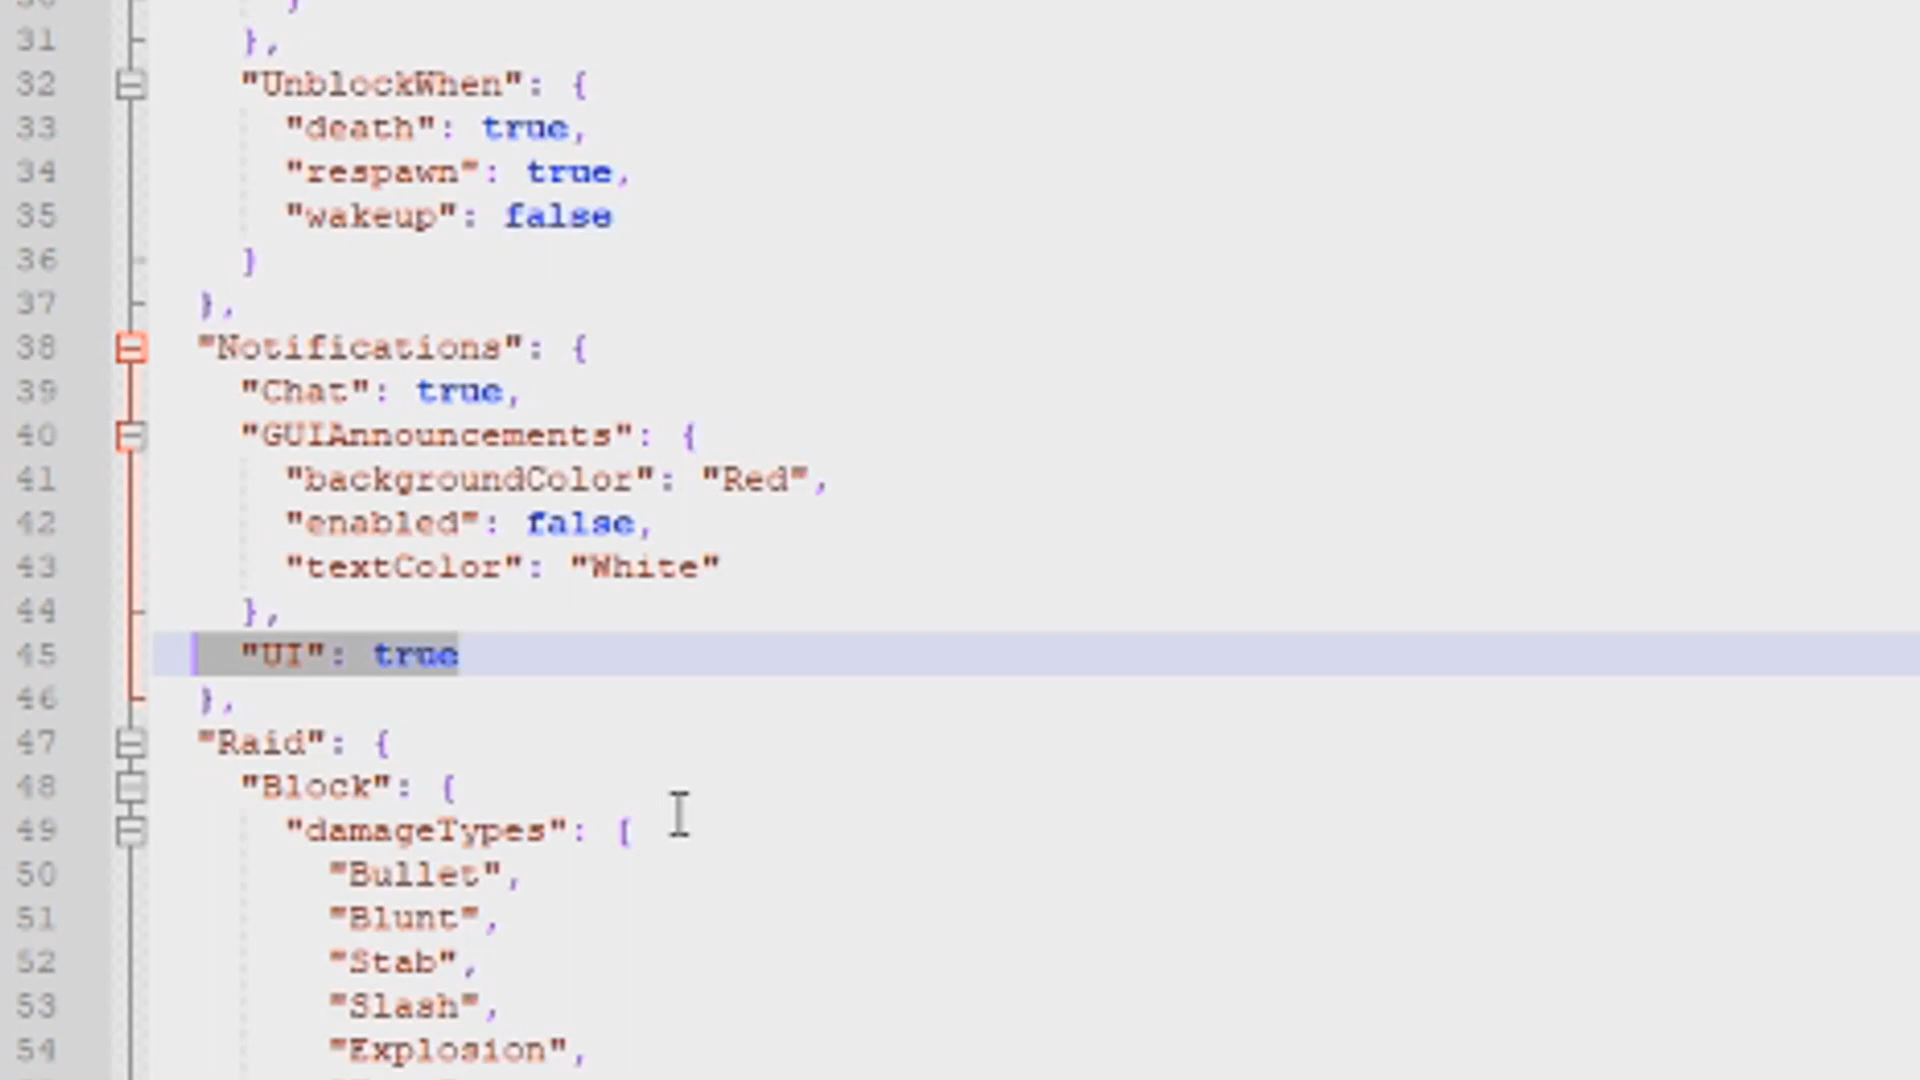 31 },
32 "UnblockWhen": {
33 "death": true,
34 "respawn": true,
35 "wakeup": false
36 }
37 },
38 "Notifications": {
39 "Chat": true,
40 "GUIAnnouncements": {
41 "backgroundColor": "Red",
42 "enabled": false,
43 "textColor": "White"
44 },
45 "UI": true
46 },
47 "Raid": {
48 "Block": {
49 "damageTypes": [
50 "Bullet",
51 "Blunt",
52 "Stab",
53 "Slash",
54 "Explosion",